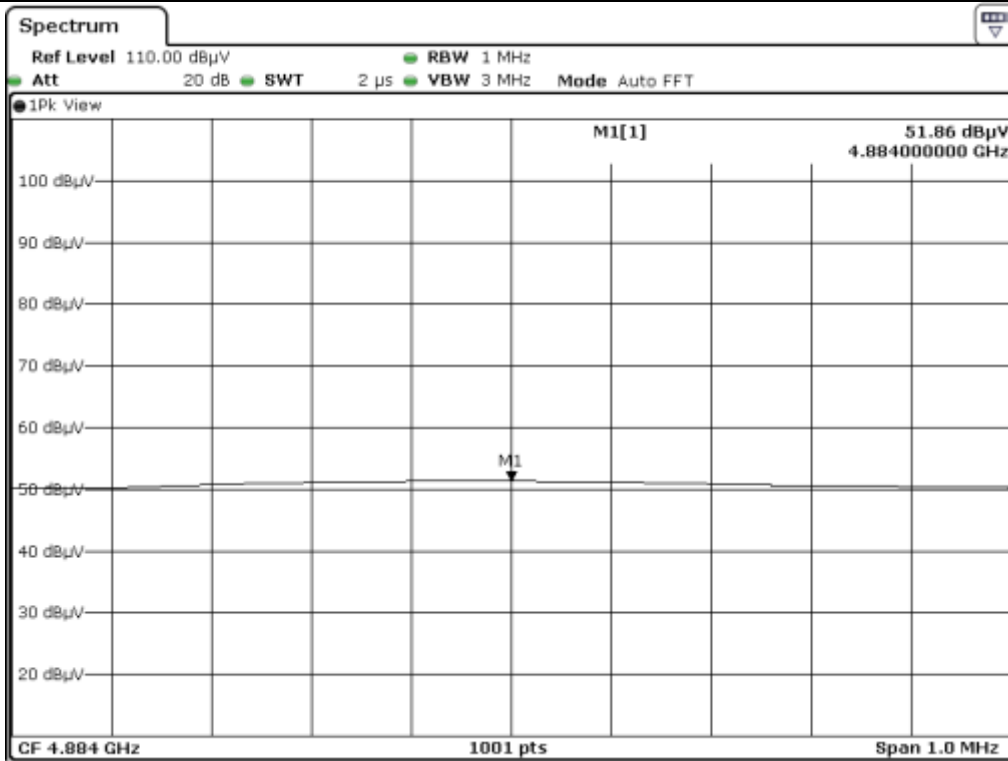 Spectrum
Ref Level 110.00 dBµV RBW 1 MHz
Att 20 dB SWT 2 µs VBW 3 MHz Mode Auto FFT
1Pk View
M1[1] 51.86 dBµV
4.884000000 GHz
100 dBµV
90 dBµV
80 dBµV
70 dBµV
60 dBµV
M1
50 dBµV
40 dBµV
30 dBµV
20 dBµV
CF 4.884 GHz 1001 pts Span 1.0 MHz